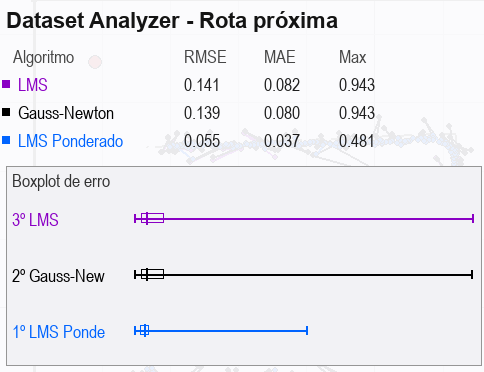 Dataset Analyzer - Rota próxima
Algoritmo RMSE MAE Max
LMS 0.141 0.082 0.943
Gauss-Newton 0.139 0.080 0.943
LMS Ponderado 0.055 0.037 0.481
Boxplot de erro
3º LMS
2º Gauss-New
1º LMS Ponde